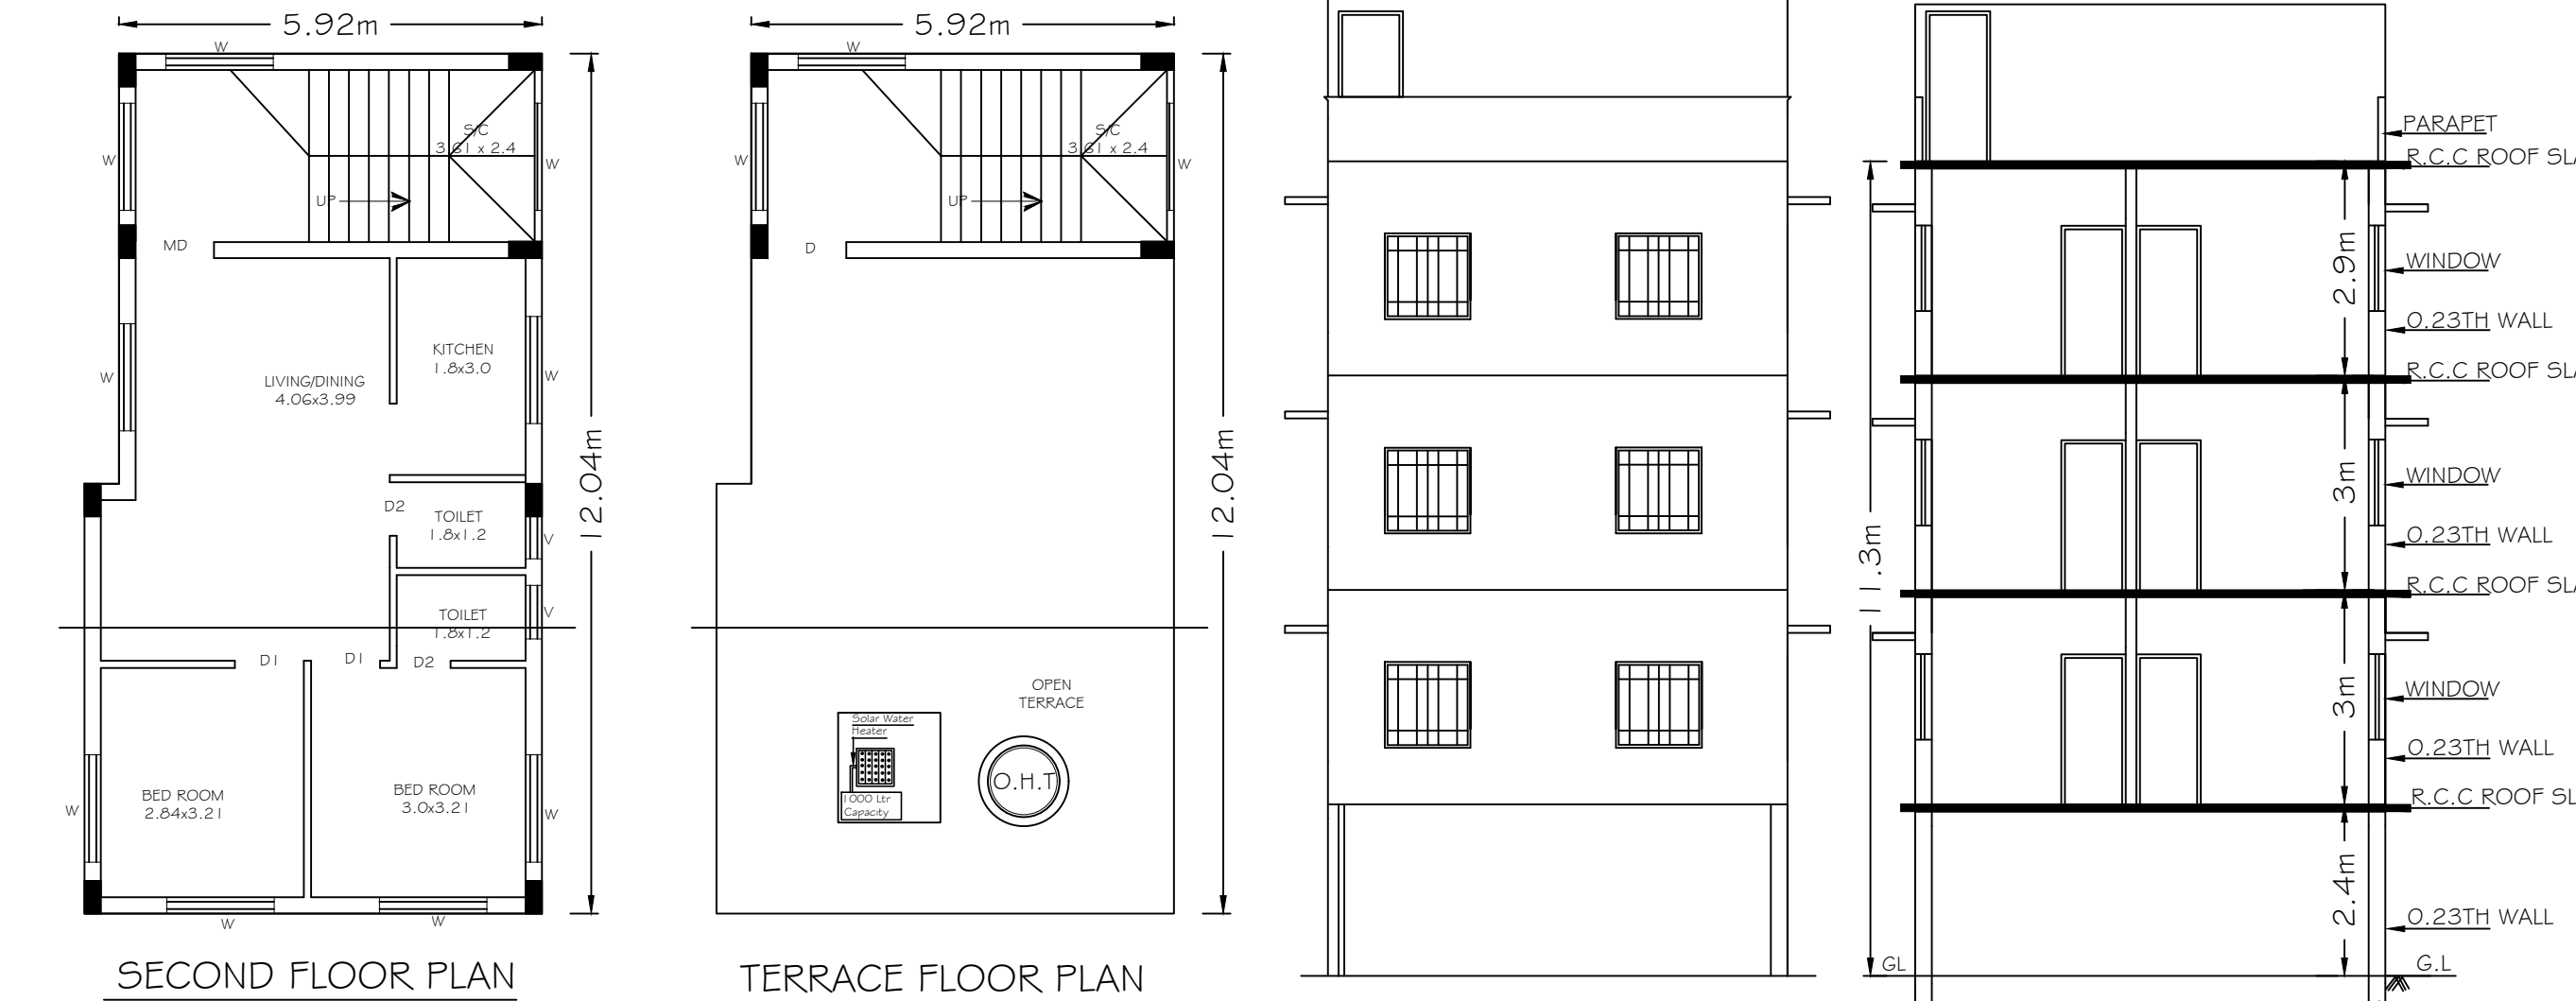 5.92m
W
W
S/C
3.61 x 2.4
W
UP
MD
W
KITCHEN
1.8x3.0
W
LIVING/DINING
4.06x3.99
12.04m
D2
TOILET
1.8x1.2
V
TOILET
1.8x1.2
V
D1
D1
D2
BED ROOM
2.84x3.21
BED ROOM
3.0x3.21
W
W
W
W
SECOND FLOOR PLAN
5.92m
W
W
S/C
3.61 x 2.4
W
UP
D
12.04m
OPEN
TERRACE
Solar Water
Heater
1000 Ltr
Capacity
O.H.T
TERRACE FLOOR PLAN
PARAPET
R.C.C ROOF SLA
2.9m
WINDOW
0.23TH WALL
R.C.C ROOF SLA
3m
WINDOW
0.23TH WALL
11.3m
R.C.C ROOF SLA
3m
WINDOW
0.23TH WALL
R.C.C ROOF SL
2.4m
0.23TH WALL
GL
G.L